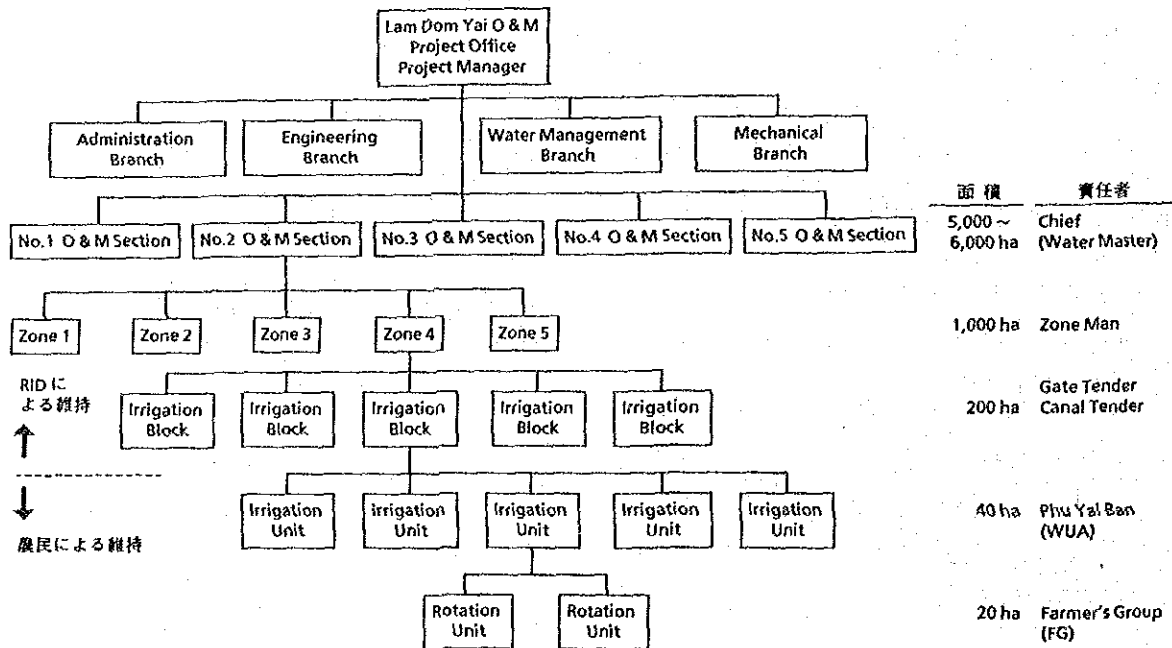 Lam Dom Yai O & M
Project Office
Project Manager
Administration
Branch
Engineering
Branch
Water Management
Branch
Mechanical
Branch
面積 責任者
No.1 O & M Section
No.2 O & M Section
No.3 O & M Section
No.4 O & M Section
No.5 O & M Section
5,000 ~
6,000 ha
Chief
(Water Master)
Zone 1
Zone 2
Zone 3
Zone 4
Zone 5
1,000 ha Zone Man
RID に
よる維持
Irrigation
Block
Irrigation
Block
Irrigation
Block
Irrigation
Block
Irrigation
Block
200 ha
Gate Tender
Canal Tender
農民による維持
Irrigation
Unit
Irrigation
Unit
Irrigation
Unit
Irrigation
Unit
Irrigation
Unit
40 ha
Phu Yai Ban
(WUA)
Rotation
Unit
Rotation
Unit
20 ha
Farmer's Group
(FG)